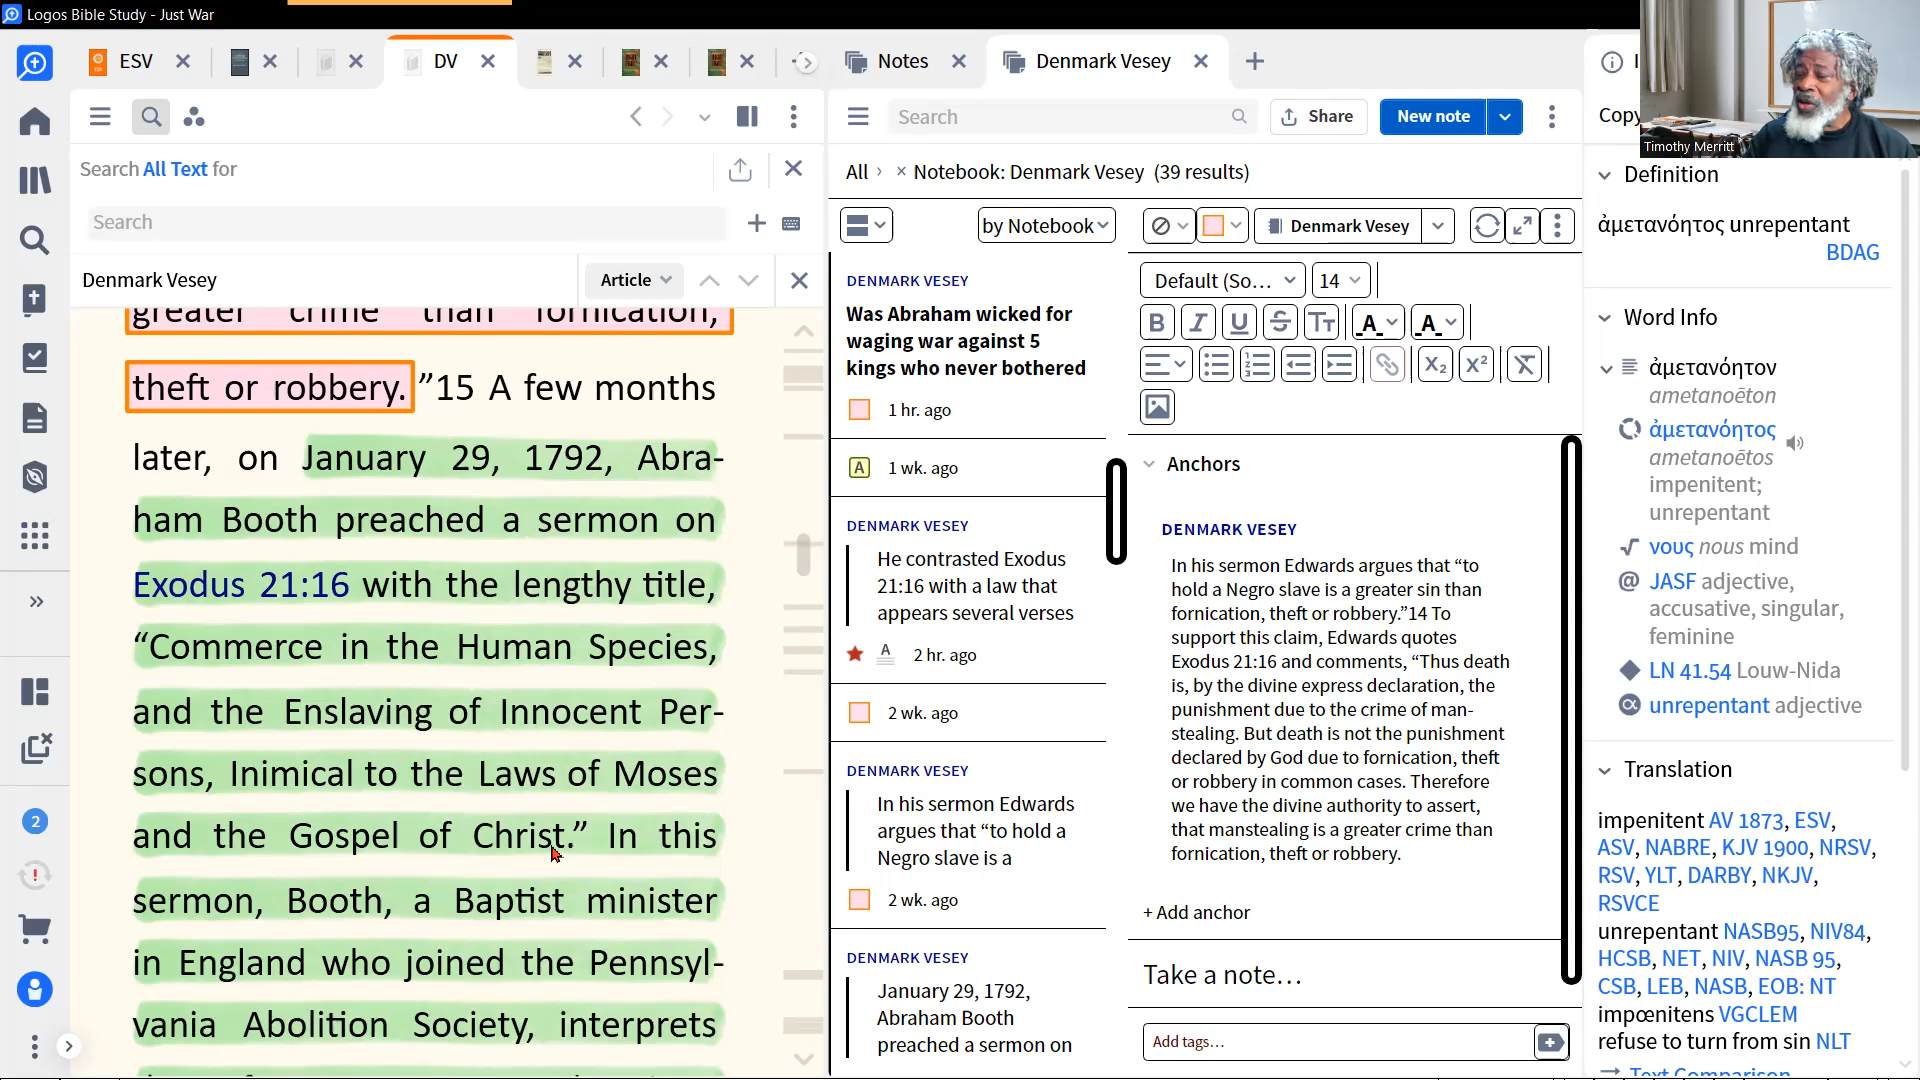 Logos Bible Study - Just War
ESV
DV
Notes
Denmark Vesey
Search
Share
New note
Copy
Timothy Merritt
Search All Text for
Search
Denmark Vesey
Article
greater crime than fornication,
theft or robbery. ”15 A few months
later, on January 29, 1792, Abra-
ham Booth preached a sermon on
Exodus 21:16 with the lengthy title,
“Commerce in the Human Species,
and the Enslaving of Innocent Per-
sons, Inimical to the Laws of Moses
and the Gospel of Christ.” In this
sermon, Booth, a Baptist minister
in England who joined the Pennsyl-
vania Abolition Society, interprets
2
All › × Notebook: Denmark Vesey (39 results)
by Notebook
DENMARK VESEY
Was Abraham wicked for
waging war against 5
kings who never bothered
1 hr. ago
A 1 wk. ago
DENMARK VESEY
He contrasted Exodus
21:16 with a law that
appears several verses
A 2 hr. ago
2 wk. ago
DENMARK VESEY
In his sermon Edwards
argues that “to hold a
Negro slave is a
2 wk. ago
DENMARK VESEY
January 29, 1792,
Abraham Booth
preached a sermon on
Denmark Vesey
Default (So... 14
B I U S Tт A A
X₂ X²
Anchors
DENMARK VESEY
In his sermon Edwards argues that “to
hold a Negro slave is a greater sin than
fornication, theft or robbery.”14 To
support this claim, Edwards quotes
Exodus 21:16 and comments, “Thus death
is, by the divine express declaration, the
punishment due to the crime of man-
stealing. But death is not the punishment
declared by God due to fornication, theft
or robbery in common cases. Therefore
we have the divine authority to assert,
that manstealing is a greater crime than
fornication, theft or robbery.
+ Add anchor
Take a note…
Add tags…
Definition
ἀμετανόητος unrepentant
BDAG
Word Info
ἀμετανόητον
ametanoēton
ἀμετανόητος
ametanoētos
impenitent;
unrepentant
νους nous mind
@ JASF adjective,
accusative, singular,
feminine
LN 41.54 Louw-Nida
unrepentant adjective
Translation
impenitent AV 1873, ESV,
ASV, NABRE, KJV 1900, NRSV,
RSV, YLT, DARBY, NKJV,
RSVCE
unrepentant NASB95, NIV84,
HCSB, NET, NIV, NASB 95,
CSB, LEB, NASB, EOB: NT
impœnitens VGCLEM
refuse to turn from sin NLT
Text Comparison